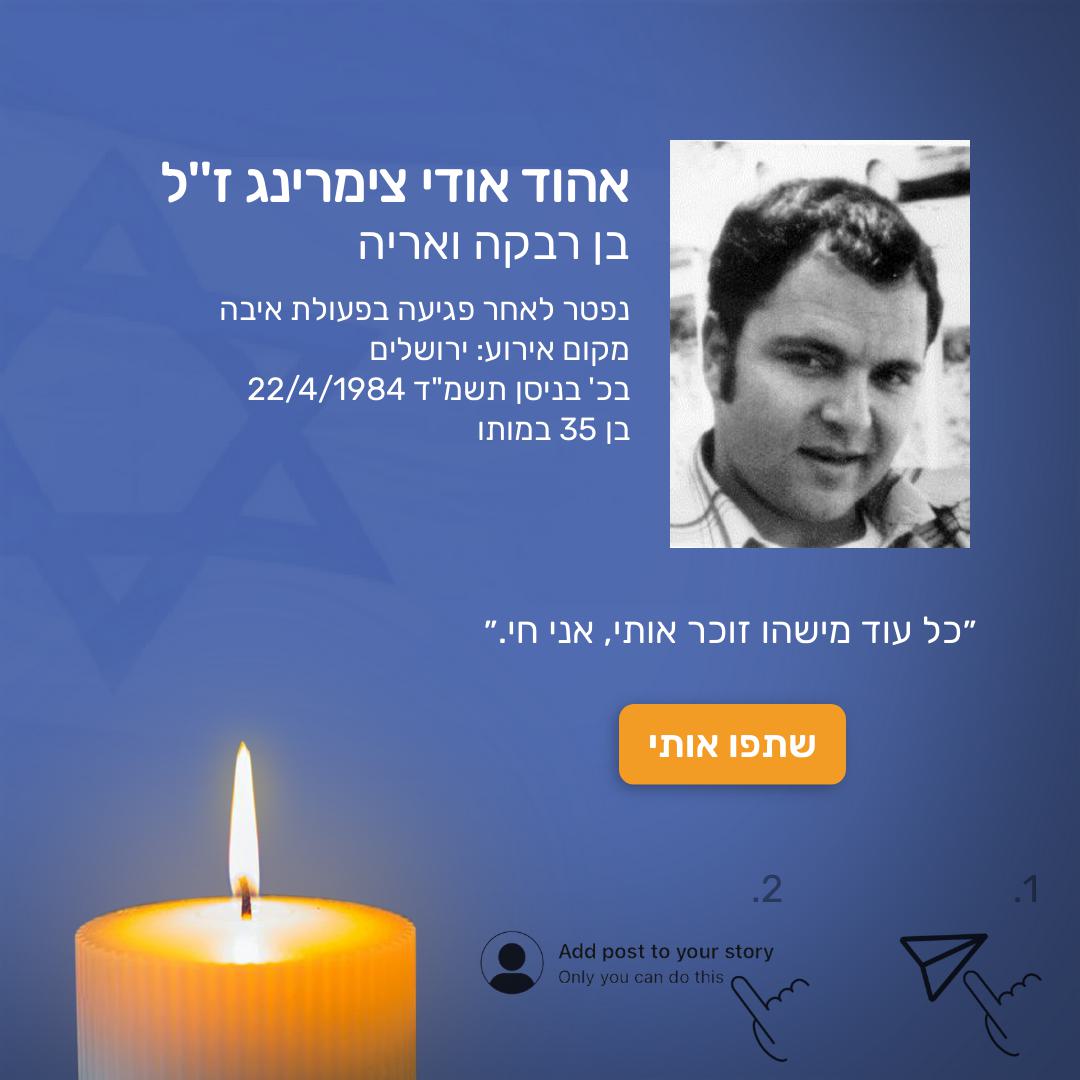 אהוד אודי צימרינג ז''ל
בן רבקה ואריה
נפטר לאחר פגיעה בפעולת איבה
מקום אירוע: ירושלים
בכ' בניסן תשמ"ד 22/4/1984
בן 35 במותו
״כל עוד מישהו זוכר אותי, אני חי.״
שתפו אותי
1.
2.
Add post to your story
Only you can do this